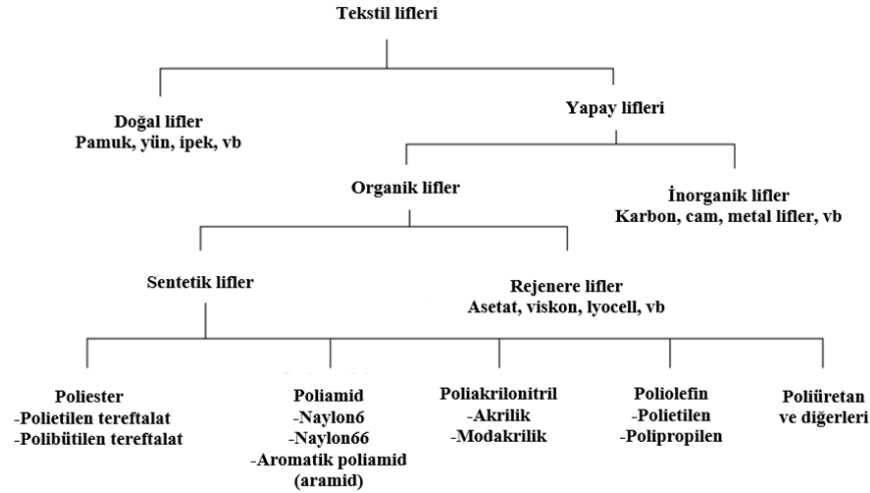 Tekstil lifleri
Doğal lifler
Pamuk, yün, ipek, vb
Yapay lifleri
Organik lifler
İnorganik lifler
Karbon, cam, metal lifler, vb
Sentetik lifler
Rejenere lifler
Asetat, viskon, lyocell, vb
Poliester
-Polietilen tereftalat
-Polibütilen tereftalat
Poliamid
-Naylon6
-Naylon66
-Aromatik poliamid
(aramid)
Poliakrilonitril
-Akrilik
-Modakrilik
Poliolefin
-Polietilen
-Polipropilen
Poliüretan
ve diğerleri